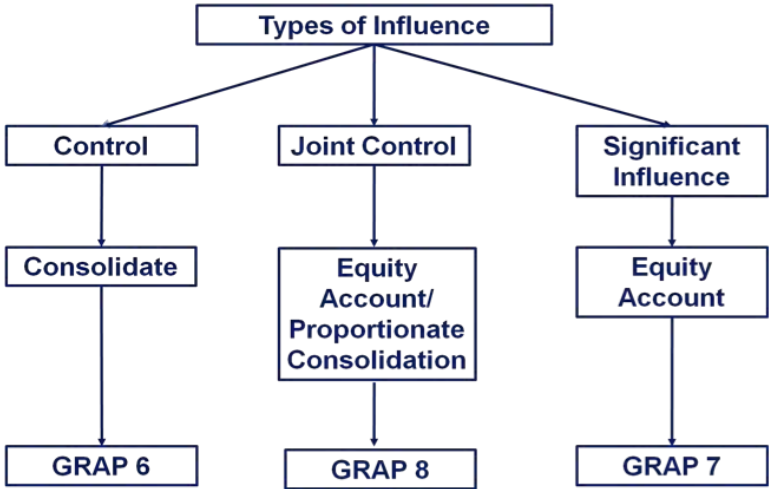 Types of Influence
Control
Joint Control
Significant
Influence
Consolidate
Equity
Account/
Proportionate
Consolidation
Equity
Account
GRAP 6
GRAP 8
GRAP 7